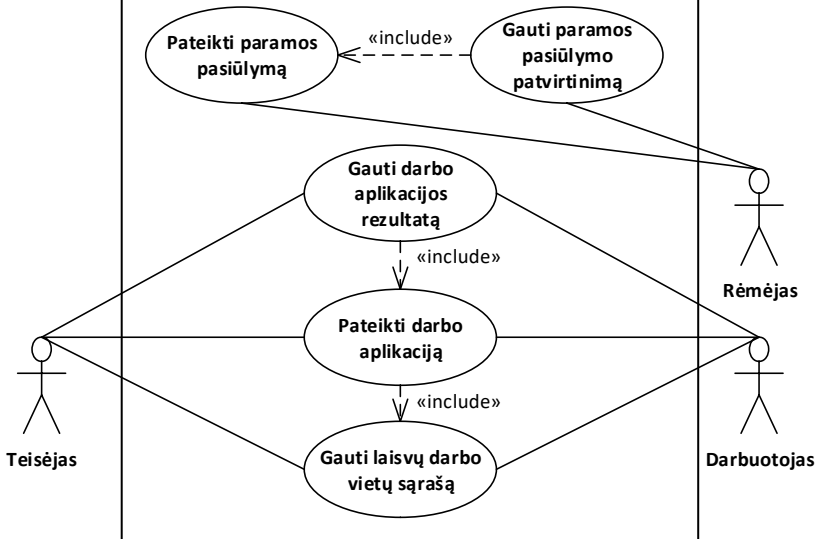 Pateikti paramos
pasiūlymą
«include»
Gauti paramos
pasiūlymo
patvirtinimą
Gauti darbo
aplikacijos
rezultatą
«include»
Rėmėjas
Pateikti darbo
aplikaciją
«include»
Teisėjas
Gauti laisvų darbo
vietų sąrašą
Darbuotojas